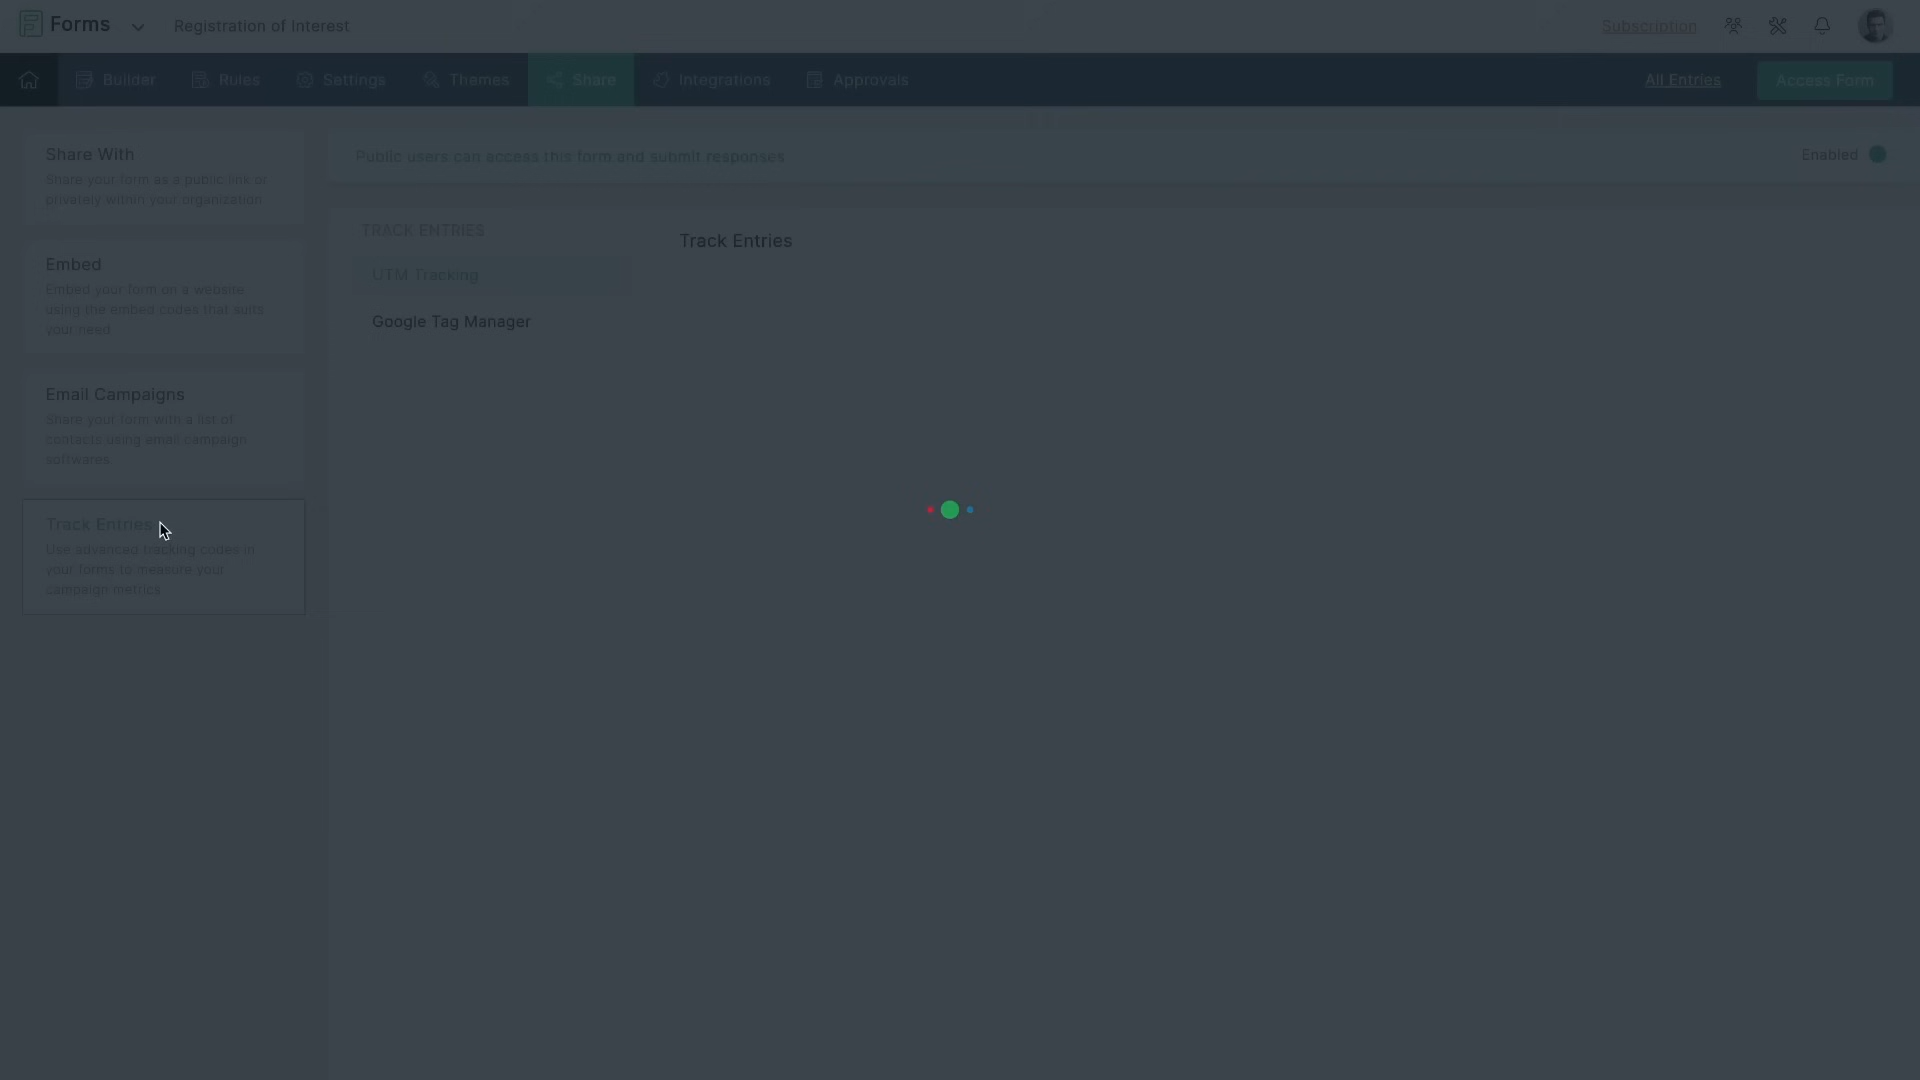 Forms
Registration of Interest
Subscription
Builder
Rules
Settings
Themes
Share
Integrations
Approvals
All Entries
Access Form
Share With
Share your form as a public link or
privately within your organization
Embed
Embed your form on a website
using the embed codes that suits
your need
Email Campaigns
Share your form with a list of
contacts using email campaign
softwares.
Track Entries
Use advanced tracking codes in
your forms to measure your
campaign metrics
Public users can access this form and submit responses
Enabled
TRACK ENTRIES
UTM Tracking
Google Tag Manager
Track Entries